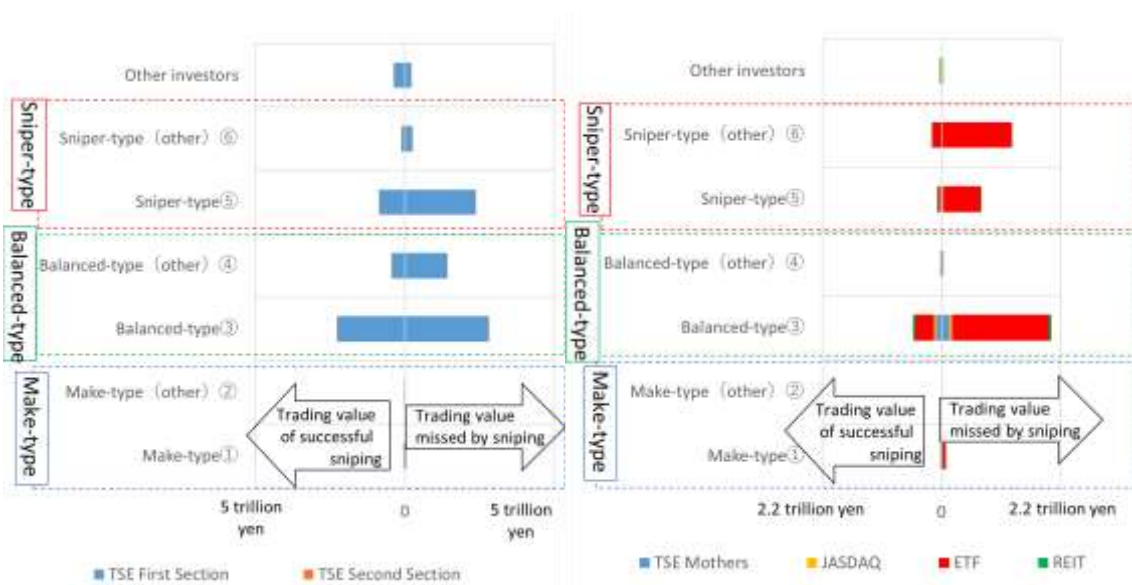 Other investors
Sniper-type
Sniper-type（other）⑥
Sniper-type⑤
Balanced-type
Balanced-type（other）④
Balanced-type③
Make-type
Make-type（other）②
Make-type①
Trading value
of successful
sniping
Trading value
missed by sniping
5 trillion
yen
0
5 trillion
yen
TSE First Section
TSE Second Section
Other investors
Sniper-type
Sniper-type（other）⑥
Sniper-type⑤
Balanced-type
Balanced-type（other）④
Balanced-type③
Make-type
Make-type（other）②
Make-type①
Trading value
of successful
sniping
Trading value
missed by sniping
2.2 trillion yen
0
2.2 trillion yen
TSE Mothers
JASDAQ
ETF
REIT